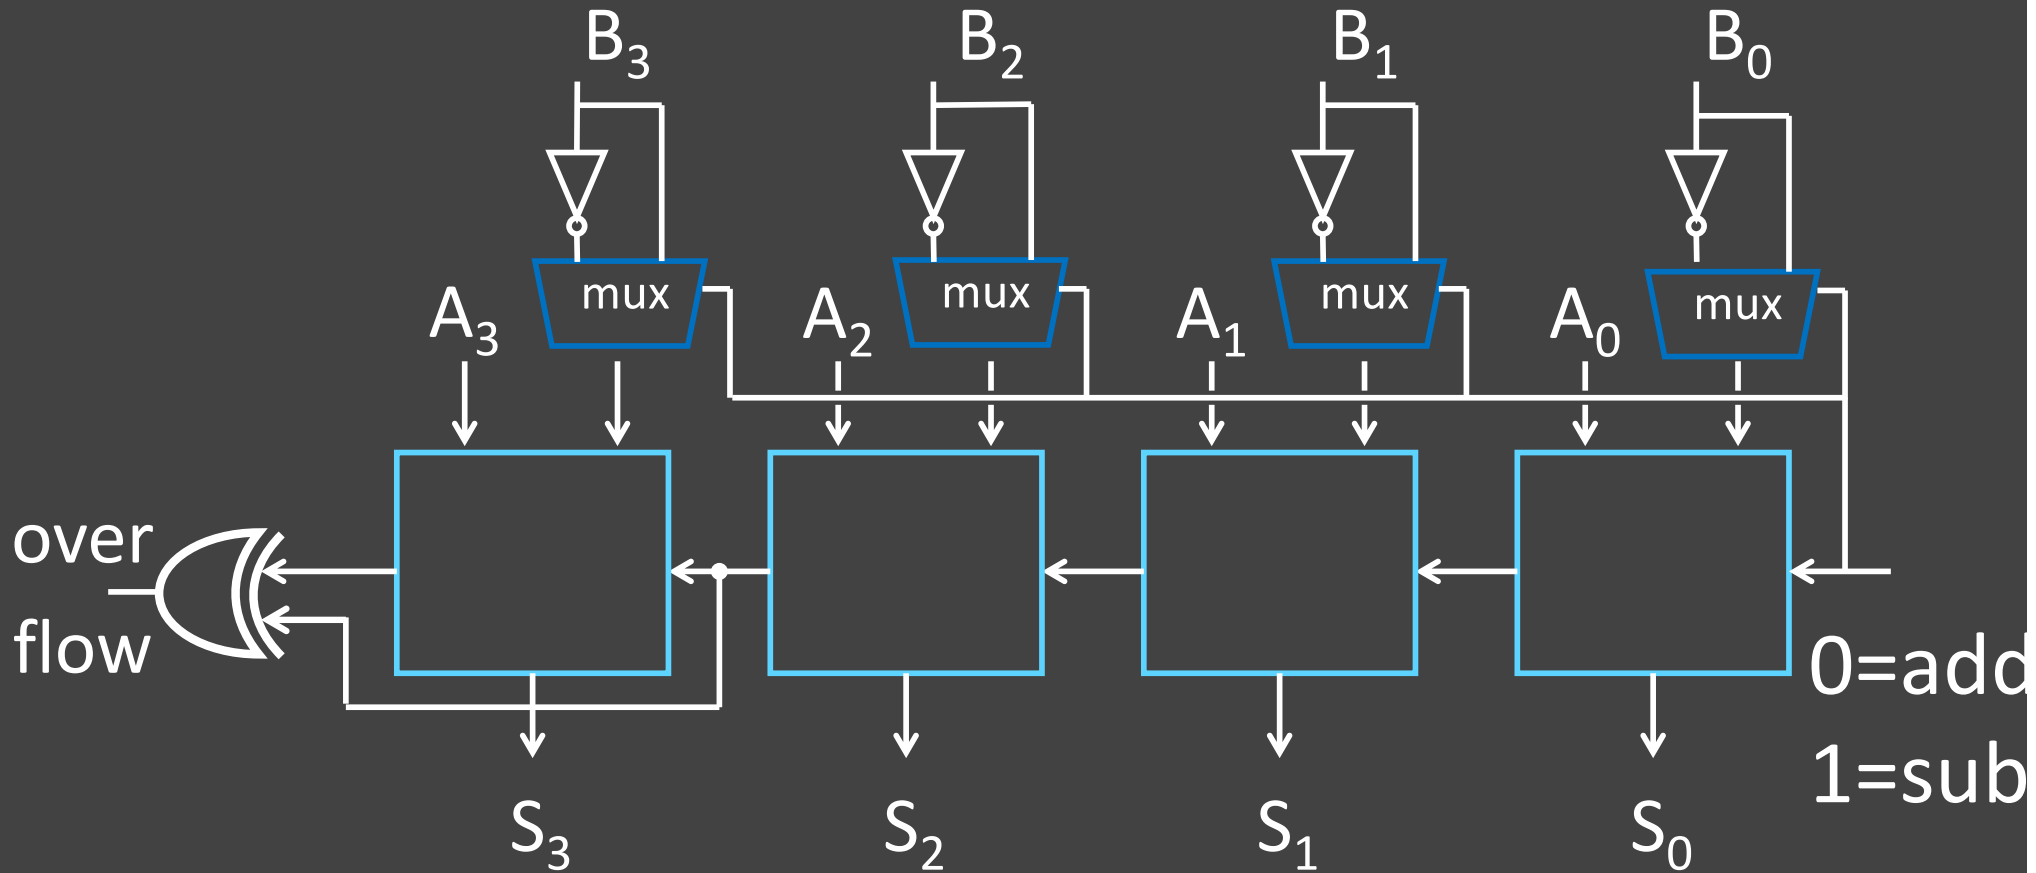 B₃ B₂ B₁ B₀
mux mux mux mux
A₃ A₂ A₁ A₀
over
flow
0=add
1=sub
S₃ S₂ S₁ S₀